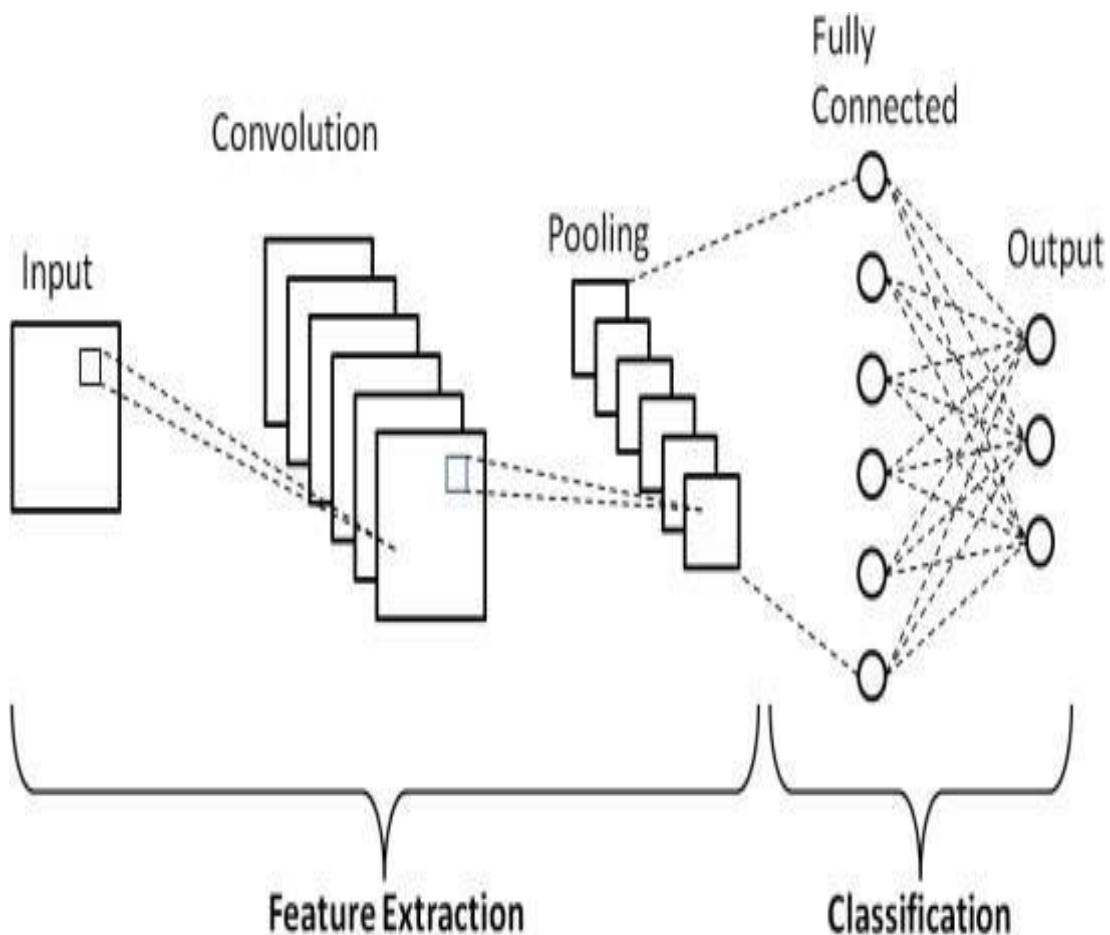 Fully
Connected
Convolution
Pooling
Output
Input
Feature Extraction
Classification